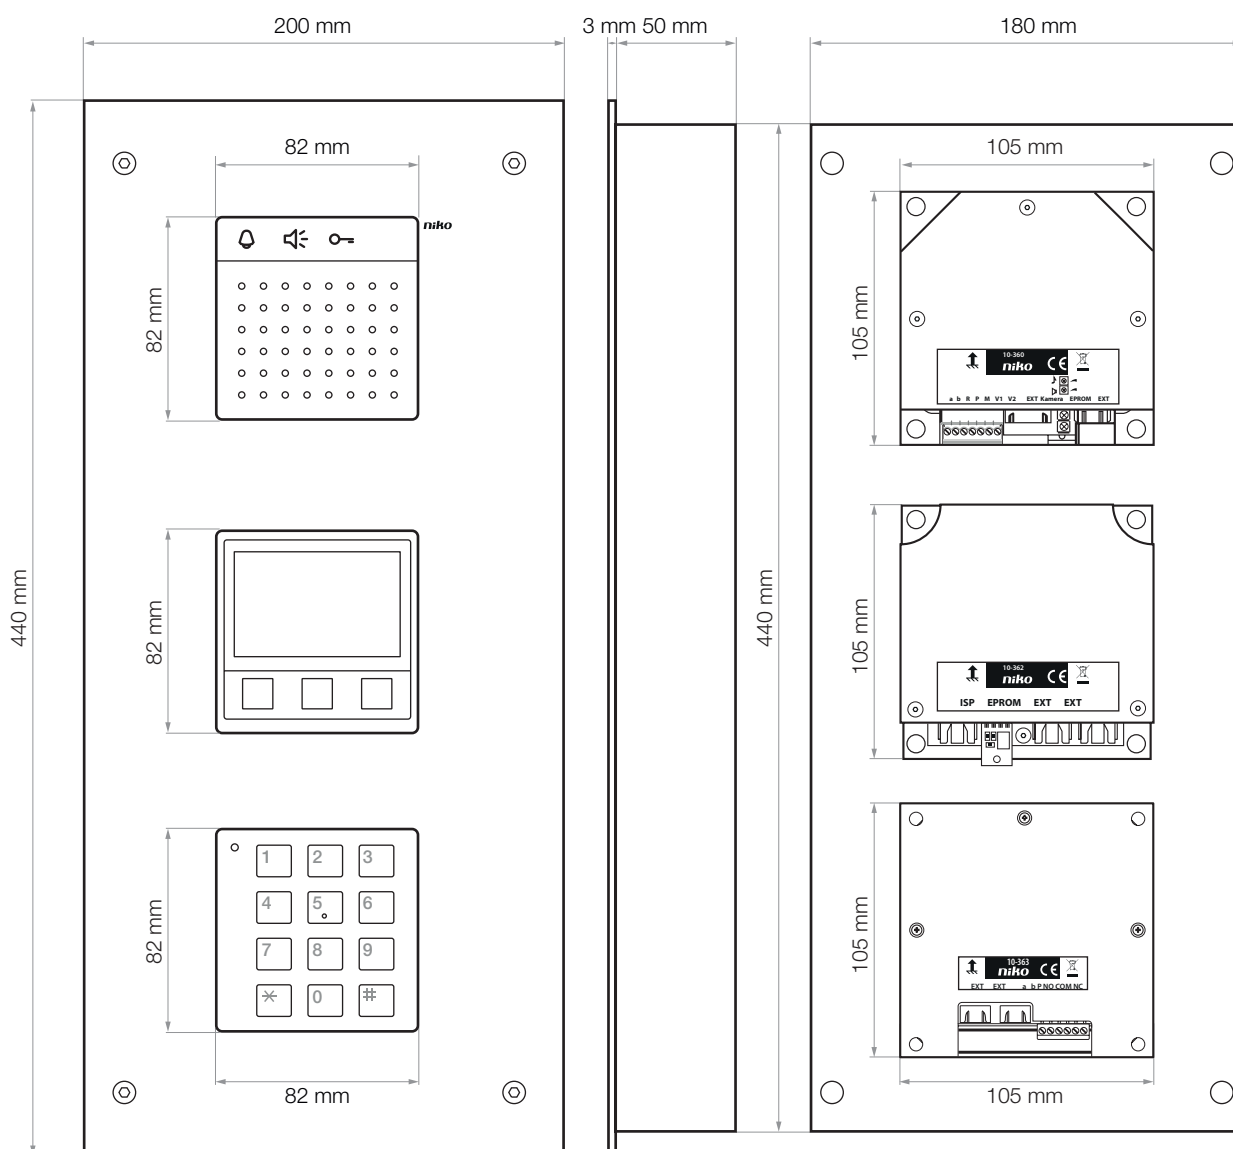 200 mm
3 mm 50 mm
180 mm
82 mm
105 mm
niko
82 mm
105 mm
10-360
niko CE
a b R P M V1 V2 EXT Kamera EPROM EXT
440 mm
440 mm
82 mm
105 mm
10-362
niko CE
ISP EPROM EXT EXT
82 mm
1 2 3
4 5 6
7 8 9
* 0 #
82 mm
105 mm
10-363
niko CE
EXT EXT a b P NO COM NC
105 mm